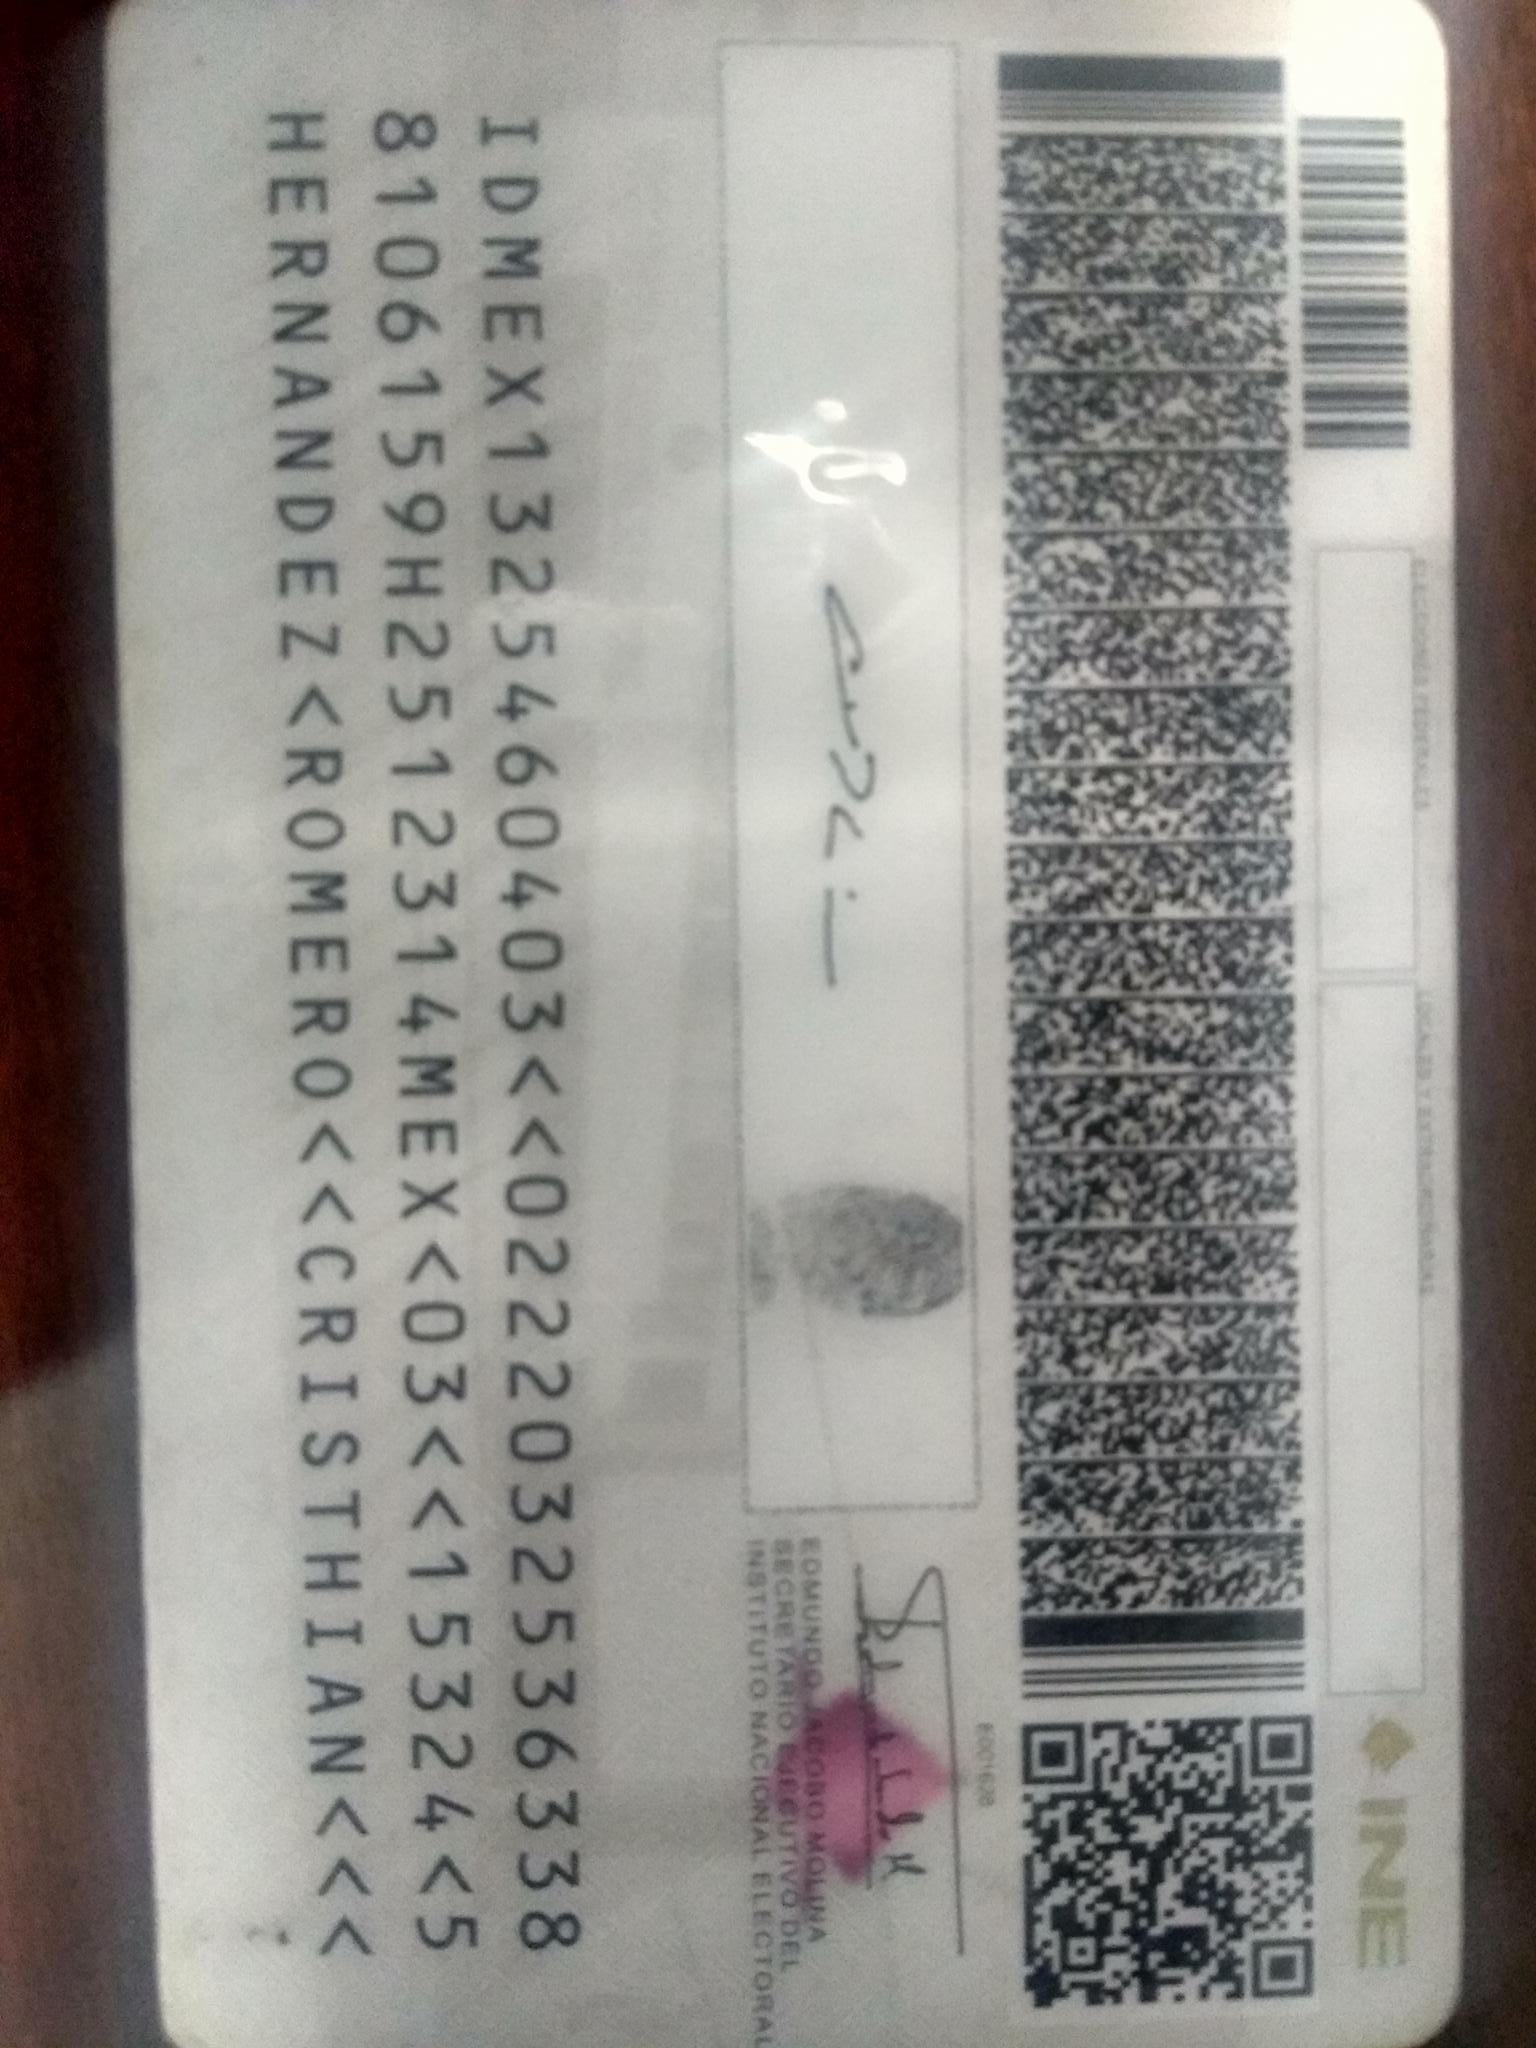 ELECCIONES FEDERALES
LOCALES Y EXTRAORDINARIAS
INE
E001628
EDMUNDO JACOBO MOLINA
SECRETARIO EJECUTIVO DEL
INSTITUTO NACIONAL ELECTORAL
IDMEX1325460403<<0222032536338
8106159H2512314MEX<03<<15324<5
HERNANDEZ<ROMERO<<CRISTHIAN<<<